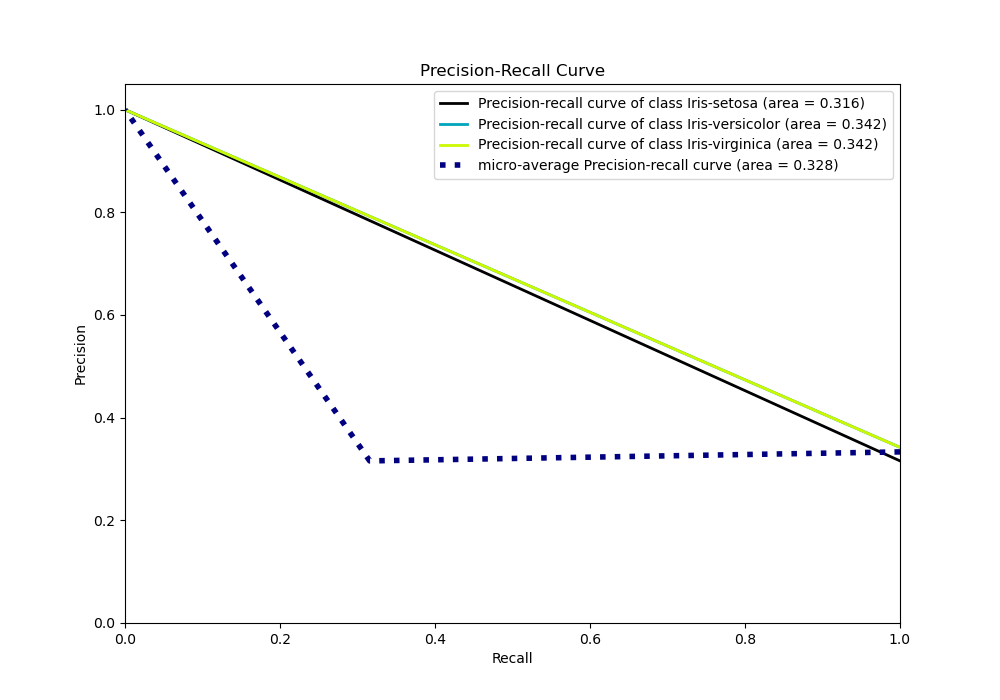 Precision-Recall Curve
Precision-recall curve of class Iris-setosa (area = 0.316)
Precision-recall curve of class Iris-versicolor (area = 0.342)
Precision-recall curve of class Iris-virginica (area = 0.342)
micro-average Precision-recall curve (area = 0.328)
1.0
0.8
0.6
0.4
0.2
0.0
Precision
0.0 0.2 0.4 0.6 0.8 1.0
Recall